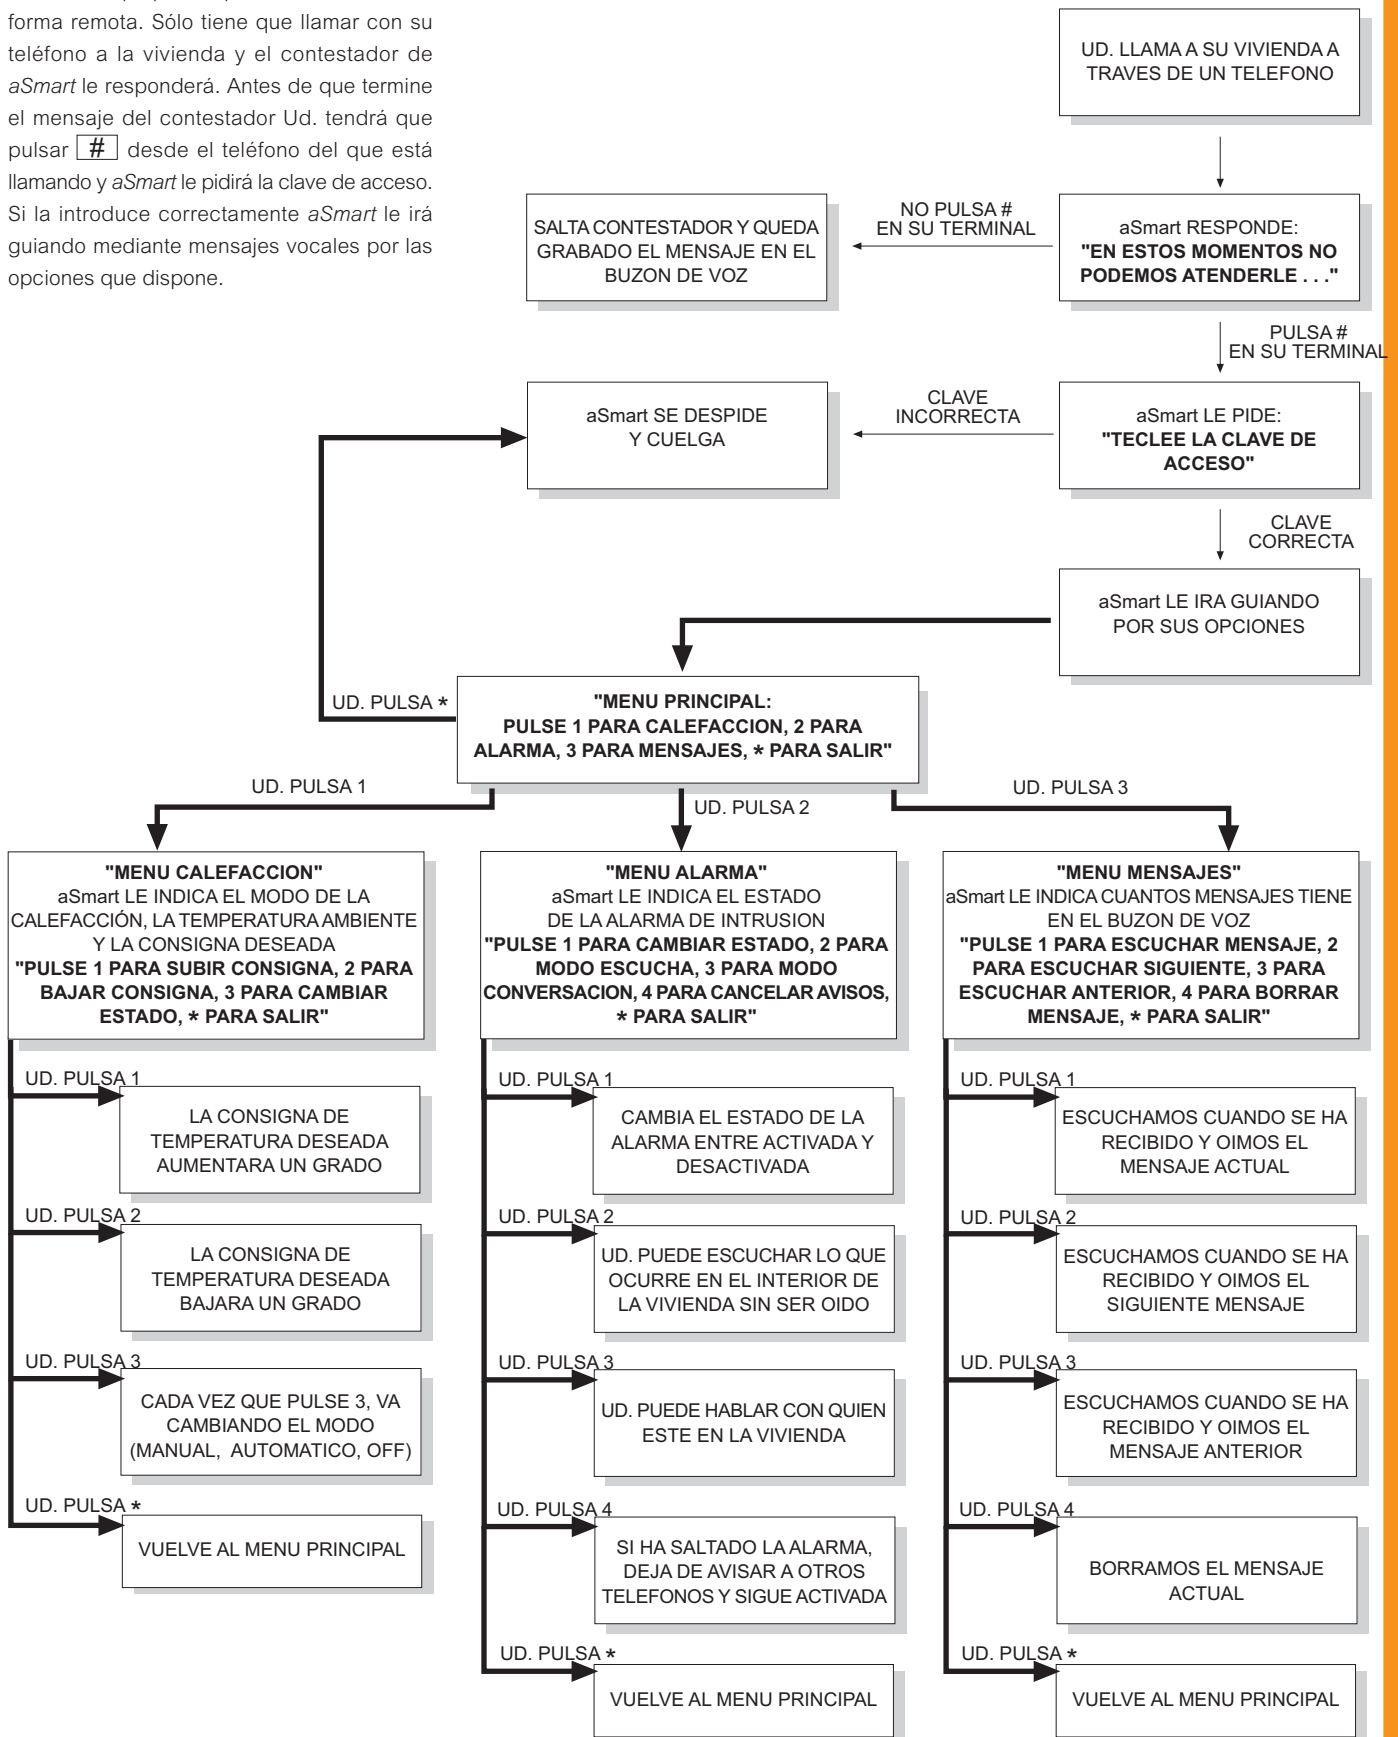 forma remota. Sólo tiene que llamar con su
teléfono a la vivienda y el contestador de
aSmart le responderá. Antes de que termine
el mensaje del contestador Ud. tendrá que
pulsar # desde el teléfono del que está
llamando y aSmart le pidirá la clave de acceso.
Si la introduce correctamente aSmart le irá
guiando mediante mensajes vocales por las
opciones que dispone.
UD. LLAMA A SU VIVIENDA A
TRAVES DE UN TELEFONO
aSmart RESPONDE:
"EN ESTOS MOMENTOS NO
PODEMOS ATENDERLE . . ."
NO PULSA #
EN SU TERMINAL
SALTA CONTESTADOR Y QUEDA
GRABADO EL MENSAJE EN EL
BUZON DE VOZ
PULSA #
EN SU TERMINAL
aSmart LE PIDE:
"TECLEE LA CLAVE DE
ACCESO"
CLAVE
INCORRECTA
aSmart SE DESPIDE
Y CUELGA
CLAVE
CORRECTA
aSmart LE IRA GUIANDO
POR SUS OPCIONES
UD. PULSA *
"MENU PRINCIPAL:
PULSE 1 PARA CALEFACCION, 2 PARA
ALARMA, 3 PARA MENSAJES, * PARA SALIR"
UD. PULSA 1
UD. PULSA 2
UD. PULSA 3
"MENU CALEFACCION"
aSmart LE INDICA EL MODO DE LA
CALEFACCIÓN, LA TEMPERATURA AMBIENTE
Y LA CONSIGNA DESEADA
"PULSE 1 PARA SUBIR CONSIGNA, 2 PARA
BAJAR CONSIGNA, 3 PARA CAMBIAR
ESTADO, * PARA SALIR"
UD. PULSA 1
LA CONSIGNA DE
TEMPERATURA DESEADA
AUMENTARA UN GRADO
UD. PULSA 2
LA CONSIGNA DE
TEMPERATURA DESEADA
BAJARA UN GRADO
UD. PULSA 3
CADA VEZ QUE PULSE 3, VA
CAMBIANDO EL MODO
(MANUAL, AUTOMATICO, OFF)
UD. PULSA *
VUELVE AL MENU PRINCIPAL
"MENU ALARMA"
aSmart LE INDICA EL ESTADO
DE LA ALARMA DE INTRUSION
"PULSE 1 PARA CAMBIAR ESTADO, 2 PARA
MODO ESCUCHA, 3 PARA MODO
CONVERSACION, 4 PARA CANCELAR AVISOS,
* PARA SALIR"
UD. PULSA 1
CAMBIA EL ESTADO DE LA
ALARMA ENTRE ACTIVADA Y
DESACTIVADA
UD. PULSA 2
UD. PUEDE ESCUCHAR LO QUE
OCURRE EN EL INTERIOR DE
LA VIVIENDA SIN SER OIDO
UD. PULSA 3
UD. PUEDE HABLAR CON QUIEN
ESTE EN LA VIVIENDA
UD. PULSA 4
SI HA SALTADO LA ALARMA,
DEJA DE AVISAR A OTROS
TELEFONOS Y SIGUE ACTIVADA
UD. PULSA *
VUELVE AL MENU PRINCIPAL
"MENU MENSAJES"
aSmart LE INDICA CUANTOS MENSAJES TIENE
EN EL BUZON DE VOZ
"PULSE 1 PARA ESCUCHAR MENSAJE, 2
PARA ESCUCHAR SIGUIENTE, 3 PARA
ESCUCHAR ANTERIOR, 4 PARA BORRAR
MENSAJE, * PARA SALIR"
UD. PULSA 1
ESCUCHAMOS CUANDO SE HA
RECIBIDO Y OIMOS EL
MENSAJE ACTUAL
UD. PULSA 2
ESCUCHAMOS CUANDO SE HA
RECIBIDO Y OIMOS EL
SIGUIENTE MENSAJE
UD. PULSA 3
ESCUCHAMOS CUANDO SE HA
RECIBIDO Y OIMOS EL
MENSAJE ANTERIOR
UD. PULSA 4
BORRAMOS EL MENSAJE
ACTUAL
UD. PULSA *
VUELVE AL MENU PRINCIPAL